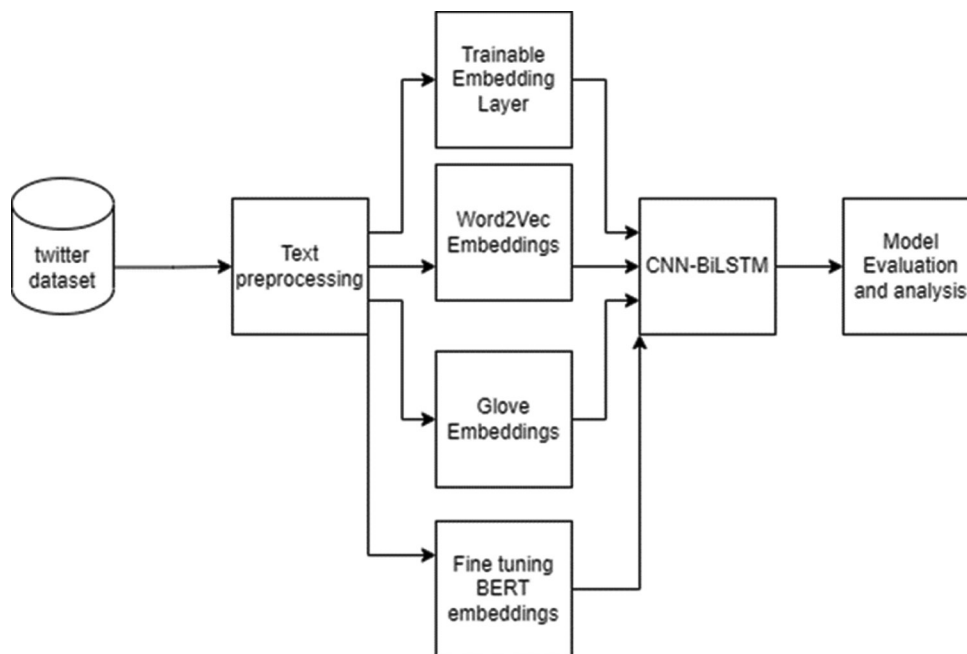 twitter
dataset
Text
preprocessing
Trainable
Embedding
Layer
Word2Vec
Embeddings
Glove
Embeddings
Fine tuning
BERT
embeddings
CNN-BiLSTM
Model
Evaluation
and analysis